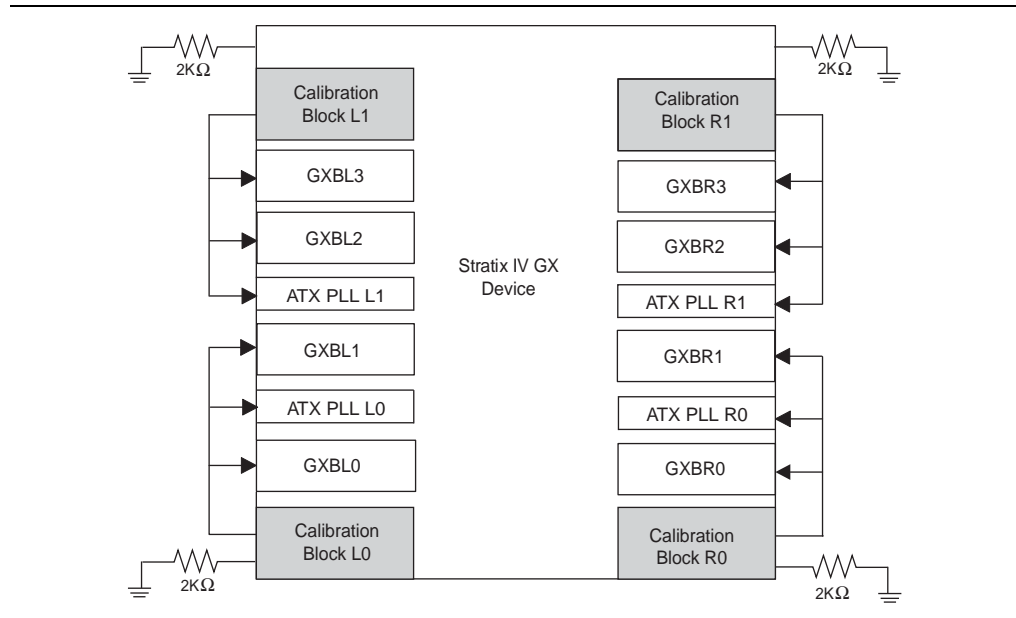 2KΩ
2KΩ
Calibration
Block L1
Calibration
Block R1
GXBL3
GXBR3
GXBL2
GXBR2
Stratix IV GX
Device
ATX PLL L1
ATX PLL R1
GXBL1
GXBR1
ATX PLL L0
ATX PLL R0
GXBL0
GXBR0
Calibration
Block L0
Calibration
Block R0
2KΩ
2KΩ